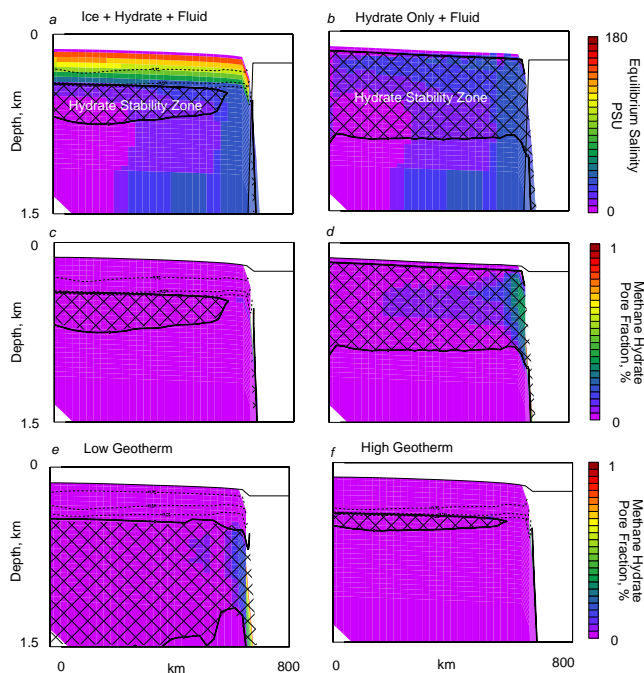 a Ice + Hydrate + Fluid
b Hydrate Only + Fluid
0
Depth, km
1.5
Hydrate Stability Zone
Hydrate Stability Zone
180
0
Equilibrium Salinity
PSU
c
d
0
Depth, km
1.5
1
0
Methane Hydrate
Pore Fraction, %
e Low Geotherm
f High Geotherm
0
Depth, km
1.5
1
0
Methane Hydrate
Pore Fraction, %
0 km 800
0 km 800